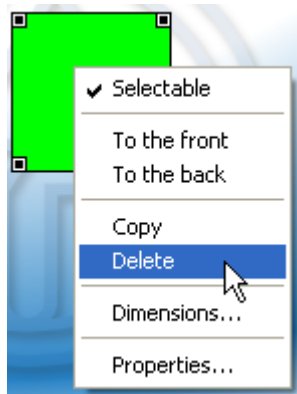 Selectable
To the front
To the back
Copy
Delete
Dimensions...
Properties...